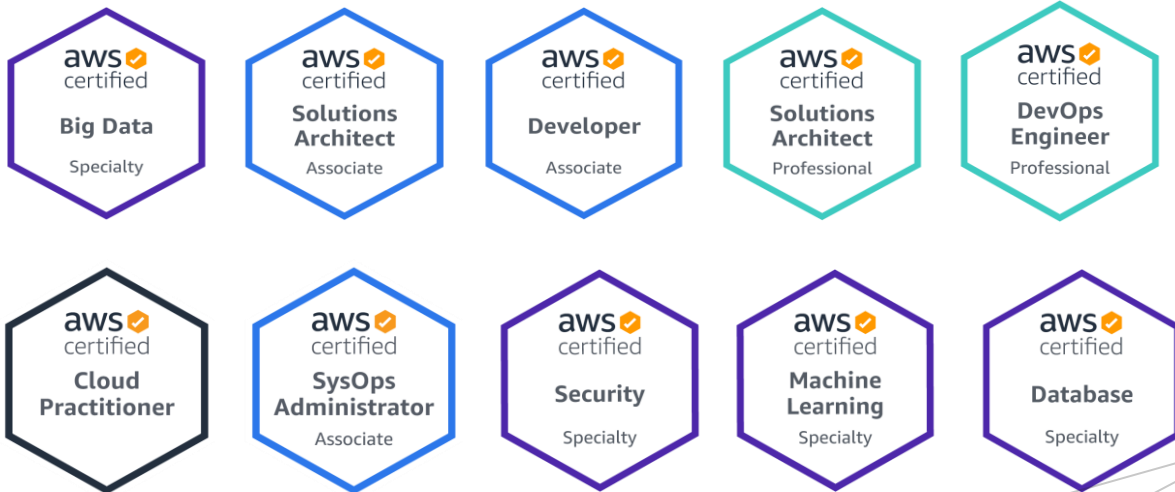 aws
certified
Big Data
Specialty
aws
certified
Solutions
Architect
Associate
aws
certified
Developer
Associate
aws
certified
Solutions
Architect
Professional
aws
certified
DevOps
Engineer
Professional
aws
certified
Cloud
Practitioner
aws
certified
SysOps
Administrator
Associate
aws
certified
Security
Specialty
aws
certified
Machine
Learning
Specialty
aws
certified
Database
Specialty